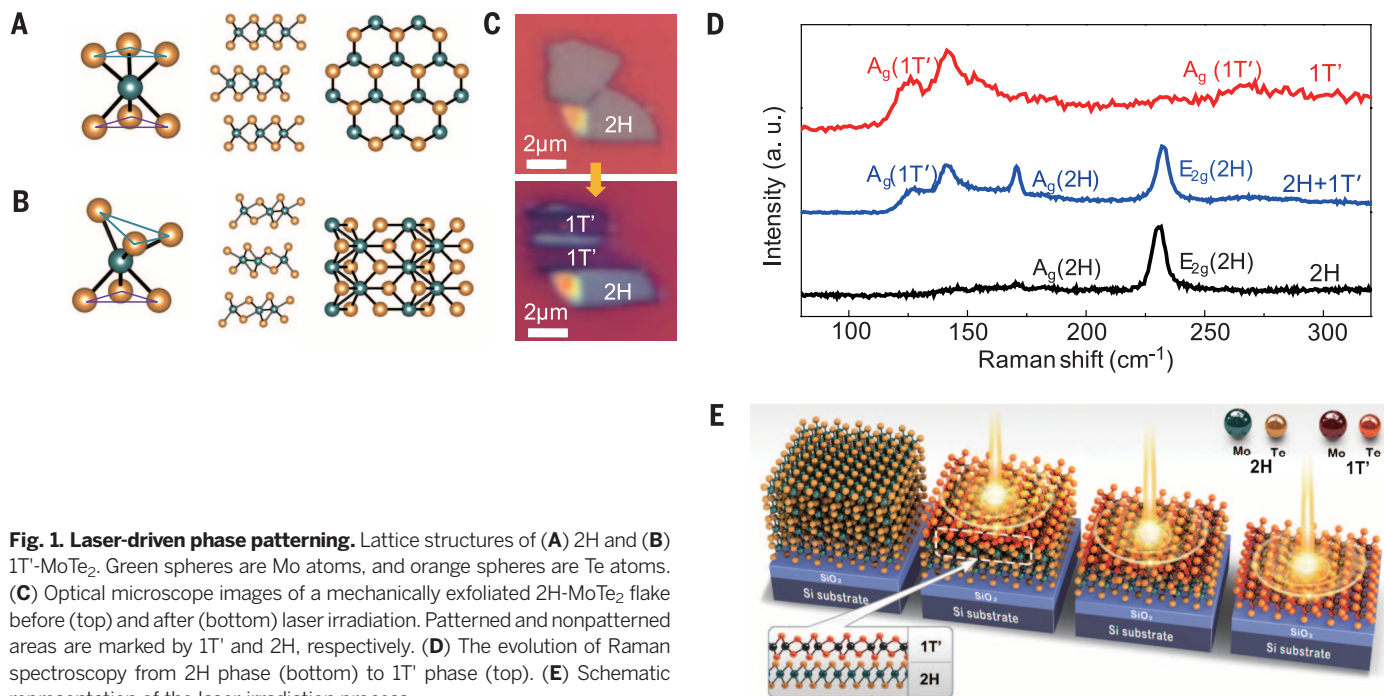 A
C
2H
2μm
B
1T'
1T'
2H
2μm
D
Intensity (a. u.)
Ag(1T′)
Ag (1T′)
1T'
Ag(1T′)
Ag(2H)
E2g(2H)
2H+1T′
Ag(2H)
E2g(2H)
2H
100 150 200 250 300
Raman shift (cm-1)
E
Mo Te Mo Te
2H 1T'
SiO2
Si substrate
SiO2
Si substrate
SiO2
Si substrate
SiO2
Si substrate
1T'
2H
Fig. 1. Laser-driven phase patterning. Lattice structures of (A) 2H and (B)
1T'-MoTe2. Green spheres are Mo atoms, and orange spheres are Te atoms.
(C) Optical microscope images of a mechanically exfoliated 2H-MoTe2 flake
before (top) and after (bottom) laser irradiation. Patterned and nonpatterned
areas are marked by 1T' and 2H, respectively. (D) The evolution of Raman
spectroscopy from 2H phase (bottom) to 1T' phase (top). (E) Schematic
representation of the laser irradiation process